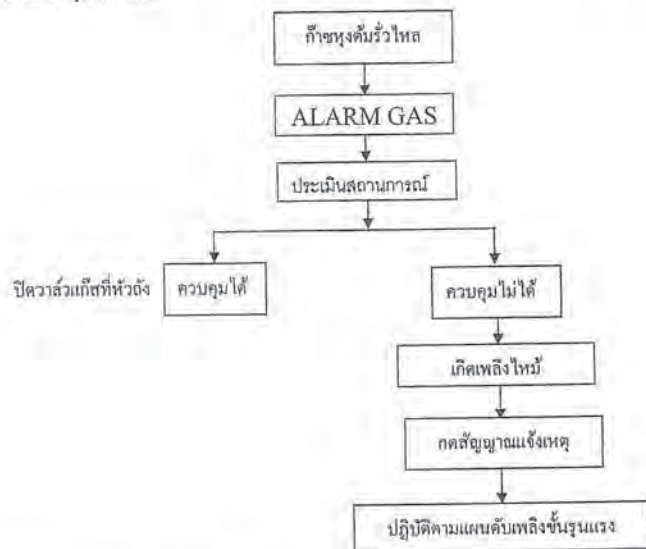 ก๊าซหุงต้มรั่วไหล
ALARM GAS
ประเมินสถานการณ์
ปิดวาล์วแก๊สที่หัวถัง
ควบคุมได้
ควบคุมไม่ได้
เกิดเพลิงไหม้
กดสัญญาณแจ้งเหตุ
ปฏิบัติตามแผนดับเพลิงขั้นรุนแรง